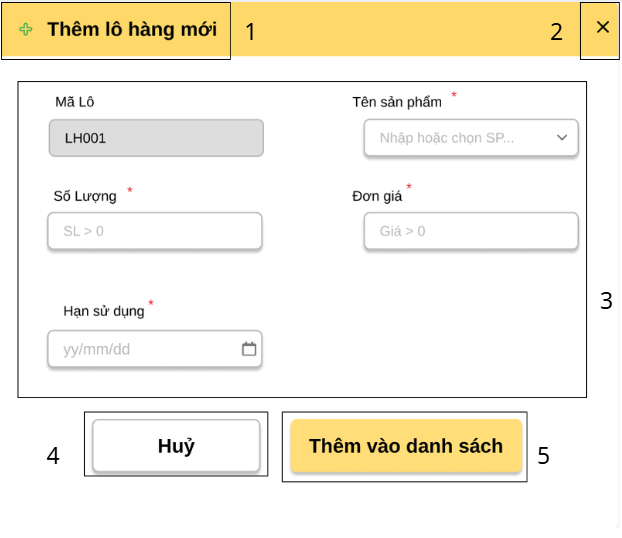 Thêm lô hàng mới 1 2 ×
Mã Lô Tên sản phẩm *
LH001 Nhập hoặc chọn SP...
Số Lượng * Đơn giá *
SL > 0 Giá > 0
3
Hạn sử dụng *
yy/mm/dd
4 Huỷ Thêm vào danh sách 5